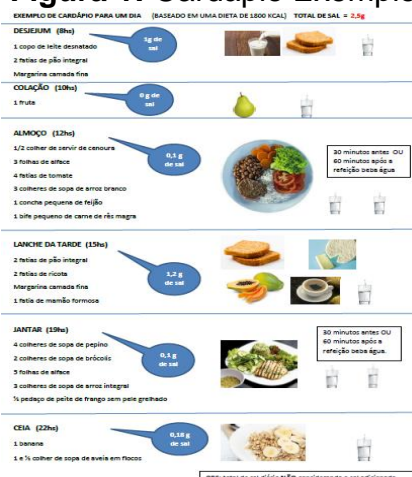 Figura 1. Cardápio Exemplo
EXEMPLO DE CARDÁPIO PARA UM DIA (BASEADO EM UMA DIETA DE 1800 KCAL) TOTAL DE SAL = 2,5g
DESJEJUM (8hs)
1 copo de leite desnatado
2 fatias de pão integral
Margarina camada fina
1g de sal
COLAÇÃO (10hs)
1 fruta
0 g de sal
ALMOÇO (12hs)
1/2 colher de servir de cenoura
3 folhas de alface
4 fatias de tomate
3 colheres de sopa de arroz branco
1 concha pequena de feijão
1 bife pequeno de carne de rês magra
0,1 g de sal
30 minutos antes OU
60 minutos após a
refeição beba água
LANCHE DA TARDE (15hs)
2 fatias de pão integral
2 fatias de ricota
Margarina camada fina
1 fatia de mamão formosa
1,2 g de sal
JANTAR (19hs)
4 colheres de sopa de pepino
2 colheres de sopa de brócolis
5 folhas de alface
3 colheres de sopa de arroz integral
½ pedaço de peito de frango sem pele grelhado
0,1 g de sal
30 minutos antes OU
60 minutos após a
refeição beba água.
CEIA (22hs)
1 banana
1 e ½ colher de sopa de aveia em flocos
0,18 g de sal